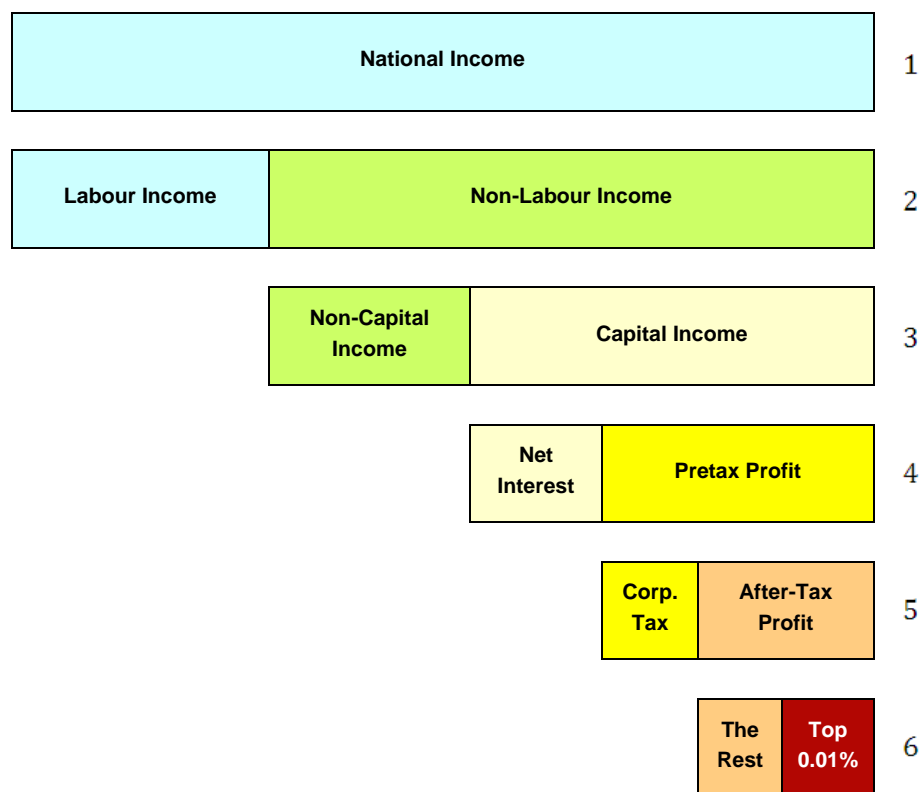 National Income
1
Labour Income
Non-Labour Income
2
Non-Capital
Income
Capital Income
3
Net
Interest
Pretax Profit
4
Corp.
Tax
After-Tax
Profit
5
The
Rest
Top
0.01%
6